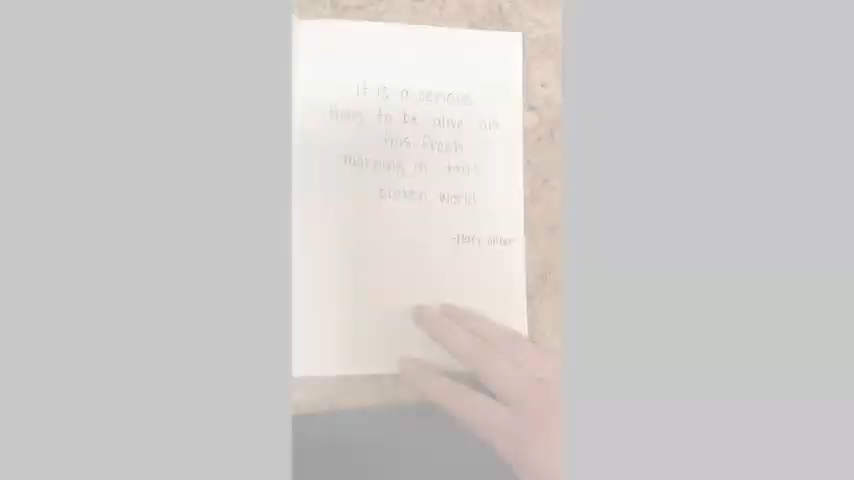 it is a serious
thing to be alive on
this fresh
morning in this
broken world
-Mary Oliver